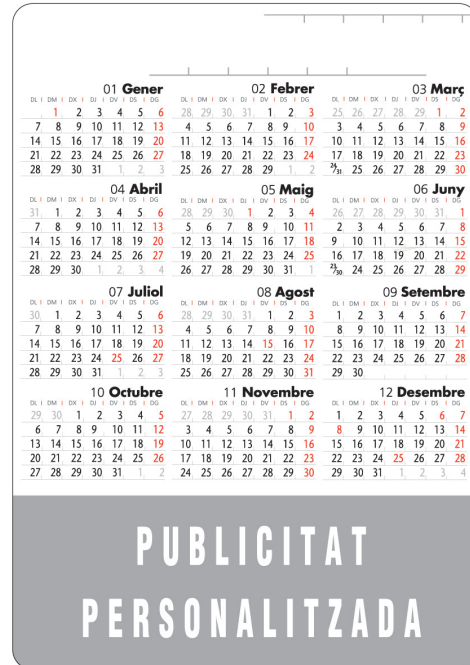 01 Gener
DL I DM I DX I DJ I DV I DS I DG
1 2 3 4 5 6
7 8 9 10 11 12 13
14 15 16 17 18 19 20
21 22 23 24 25 26 27
28 29 30 31 1 2 3
02 Febrer
DL I DM I DX I DJ I DV I DS I DG
28 29 30 31 1 2 3
4 5 6 7 8 9 10
11 12 13 14 15 16 17
18 19 20 21 22 23 24
25 26 27 28 29 1 2
03 Març
DL I DM I DX I DJ I DV I DS I DG
25 26 27 28 29 1 2
3 4 5 6 7 8 9
10 11 12 13 14 15 16
17 18 19 20 21 22 23
24/31 25 26 27 28 29 30
04 Abril
DL I DM I DX I DJ I DV I DS I DG
31 1 2 3 4 5 6
7 8 9 10 11 12 13
14 15 16 17 18 19 20
21 22 23 24 25 26 27
28 29 30 1 2 3 4
05 Maig
DL I DM I DX I DJ I DV I DS I DG
28 29 30 1 2 3 4
5 6 7 8 9 10 11
12 13 14 15 16 17 18
19 20 21 22 23 24 25
26 27 28 29 30 31 1
06 Juny
DL I DM I DX I DJ I DV I DS I DG
26 27 28 29 30 31 1
2 3 4 5 6 7 8
9 10 11 12 13 14 15
16 17 18 19 20 21 22
23/30 24 25 26 27 28 29
07 Juliol
DL I DM I DX I DJ I DV I DS I DG
30 1 2 3 4 5 6
7 8 9 10 11 12 13
14 15 16 17 18 19 20
21 22 23 24 25 26 27
28 29 30 31 1 2 3
08 Agost
DL I DM I DX I DJ I DV I DS I DG
28 29 30 31 1 2 3
4 5 6 7 8 9 10
11 12 13 14 15 16 17
18 19 20 21 22 23 24
25 26 27 28 29 30 31
09 Setembre
DL I DM I DX I DJ I DV I DS I DG
1 2 3 4 5 6 7
8 9 10 11 12 13 14
15 16 17 18 19 20 21
22 23 24 25 26 27 28
29 30
10 Octubre
DL I DM I DX I DJ I DV I DS I DG
29 30 1 2 3 4 5
6 7 8 9 10 11 12
13 14 15 16 17 18 19
20 21 22 23 24 25 26
27 28 29 30 31 1 2
11 Novembre
DL I DM I DX I DJ I DV I DS I DG
27 28 29 30 31 1 2
3 4 5 6 7 8 9
10 11 12 13 14 15 16
17 18 19 20 21 22 23
24 25 26 27 28 29 30
12 Desembre
DL I DM I DX I DJ I DV I DS I DG
1 2 3 4 5 6 7
8 9 10 11 12 13 14
15 16 17 18 19 20 21
22 23 24 25 26 27 28
29 30 31 1 2 3 4
PUBLICITAT
PERSONALITZADA